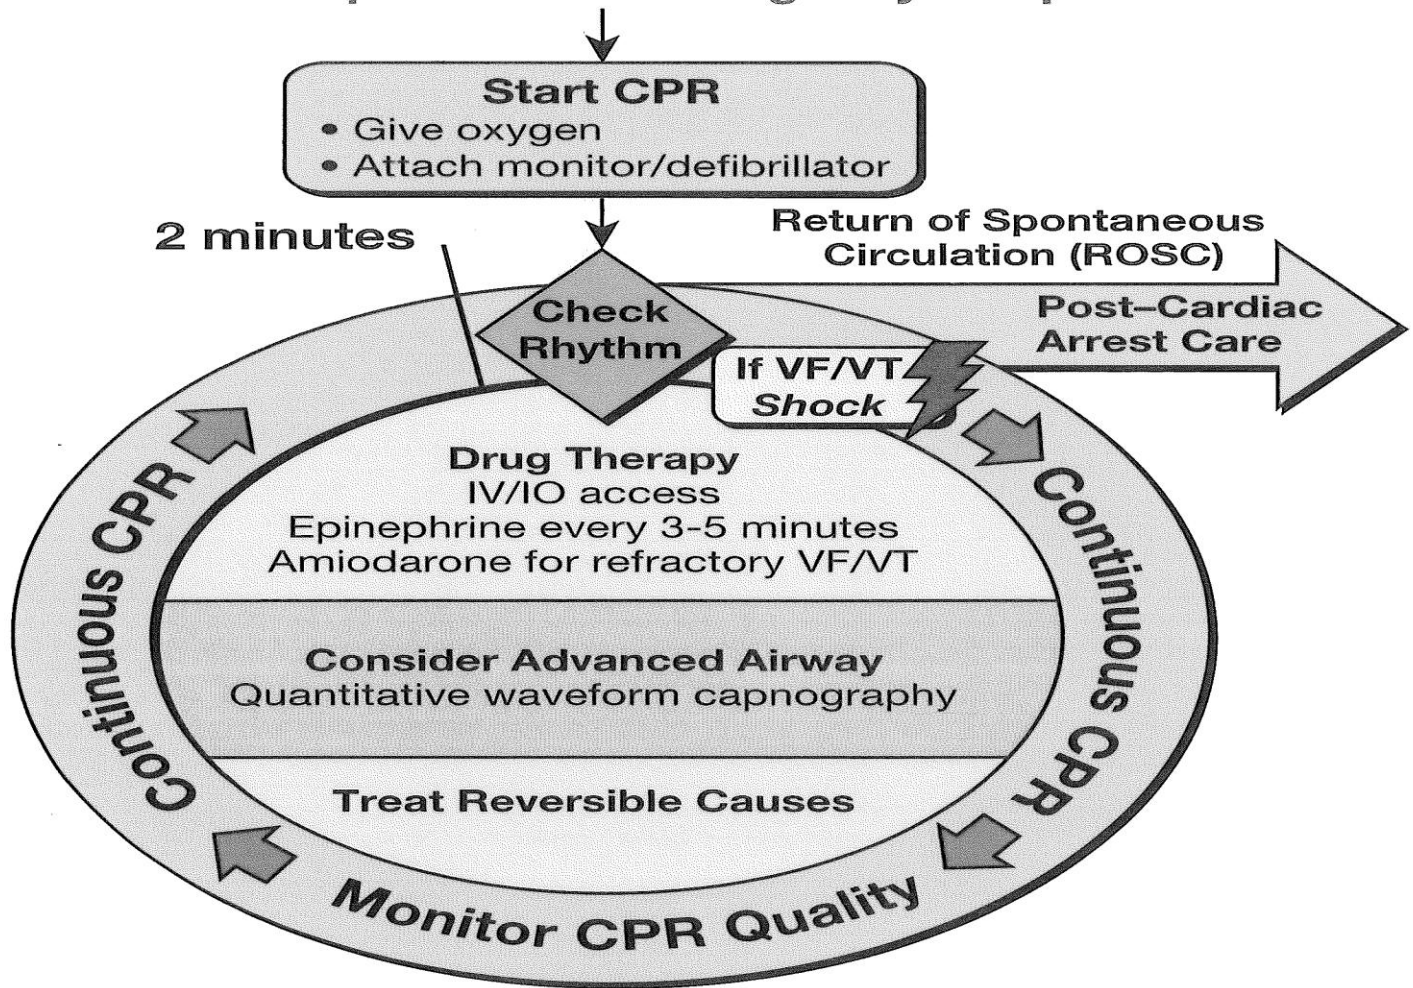 Start CPR
• Give oxygen
• Attach monitor/defibrillator
2 minutes
Return of Spontaneous
Circulation (ROSC)
Check
Rhythm
Post–Cardiac
Arrest Care
If VF/VT
Shock
Drug Therapy
IV/IO access
Epinephrine every 3-5 minutes
Amiodarone for refractory VF/VT
Consider Advanced Airway
Quantitative waveform capnography
Treat Reversible Causes
Continuous CPR
Continuous CPR
Monitor CPR Quality